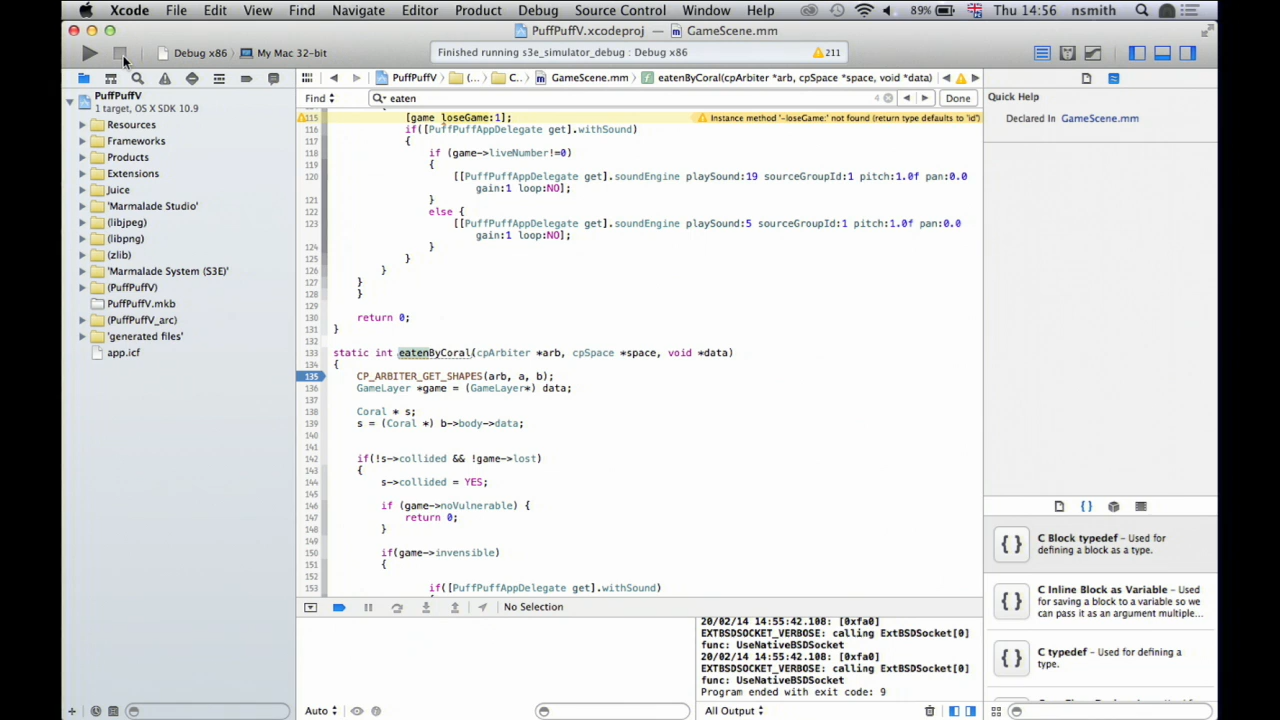 Xcode File Edit View Find Navigate Editor Product Debug Source Control Window Help 89% Thu 14:56 nsmith
PuffPuffV.xcodeproj — GameScene.mm
Debug x86 My Mac 32-bit Finished running s3e_simulator_debug : Debug x86 211
PuffPuffV (... C... GameScene.mm eatenByCoral(cpArbiter *arb, cpSpace *space, void *data)
Find eaten 4 Done
PuffPuffV
1 target, OS X SDK 10.9
Resources
Frameworks
Products
Extensions
Juice
'Marmalade Studio'
(libjpeg)
(libpng)
(zlib)
'Marmalade System (S3E)'
(PuffPuffV)
PuffPuffV.mkb
(PuffPuffV_arc)
'generated files'
app.icf
115 [game loseGame:1]; Instance method '-loseGame:' not found (return type defaults to 'id')
116 if([PuffPuffAppDelegate get].withSound)
117 {
118 if (game->liveNumber!=0)
119 {
120 [[PuffPuffAppDelegate get].soundEngine playSound:19 sourceGroupId:1 pitch:1.0f pan:0.0
gain:1 loop:NO];
121 }
122 else {
123 [[PuffPuffAppDelegate get].soundEngine playSound:5 sourceGroupId:1 pitch:1.0f pan:0.0
gain:1 loop:NO];
124 }
125 }
126 }
127 }
128 }
129
130 return 0;
131 }
132
133 static int eatenByCoral(cpArbiter *arb, cpSpace *space, void *data)
134 {
135 CP_ARBITER_GET_SHAPES(arb, a, b);
136 GameLayer *game = (GameLayer*) data;
137
138 Coral * s;
139 s = (Coral *) b->body->data;
140
141
142 if(!s->collided && !game->lost)
143 {
144 s->collided = YES;
145
146 if (game->noVulnerable) {
147 return 0;
148 }
149
150 if(game->invensible)
151 {
152
153 if([PuffPuffAppDelegate get].withSound)
No Selection
20/02/14 14:55:42.108: [0xfa0]
EXTBSDSOCKET_VERBOSE: calling ExtBSDSocket[0]
func: UseNativeBSDSocket
20/02/14 14:55:42.108: [0xfa0]
EXTBSDSOCKET_VERBOSE: calling ExtBSDSocket[0]
func: UseNativeBSDSocket
Program ended with exit code: 9
Auto All Output
Quick Help
Declared In GameScene.mm
C Block typedef – Used for
defining a block as a type.
C Inline Block as Variable – Used
for saving a block to a variable so we
can pass it as an argument multiple...
C typedef – Used for defining a
type.